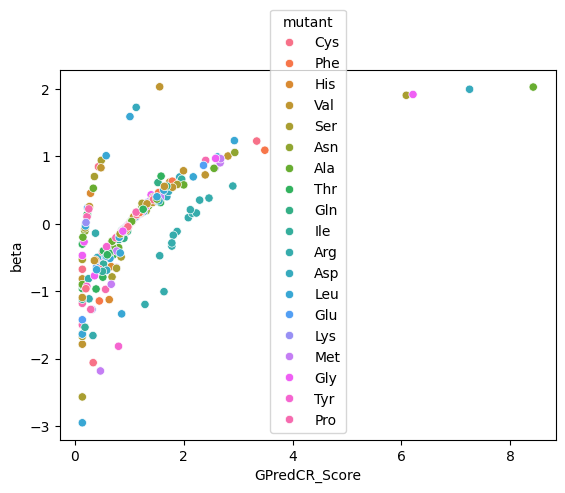 mutant
Cys
Phe
His
Val
Ser
Asn
Ala
Thr
Gln
Ile
Arg
Asp
Leu
Glu
Lys
Met
Gly
Tyr
Pro
beta
2
1
0
−1
−2
−3
0 2 4 6 8
GPredCR_Score